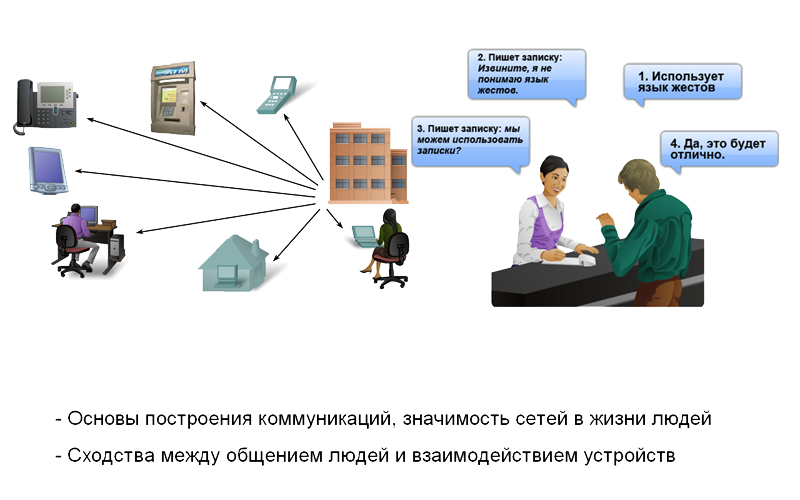 ATM
2. Пишет записку:
Извините, я не
понимаю язык
жестов.
1. Использует
язык жестов
3. Пишет записку: мы
можем использовать
записки?
4. Да, это будет
отлично.
- Основы построения коммуникаций, значимость сетей в жизни людей
- Сходства между общением людей и взаимодействием устройств